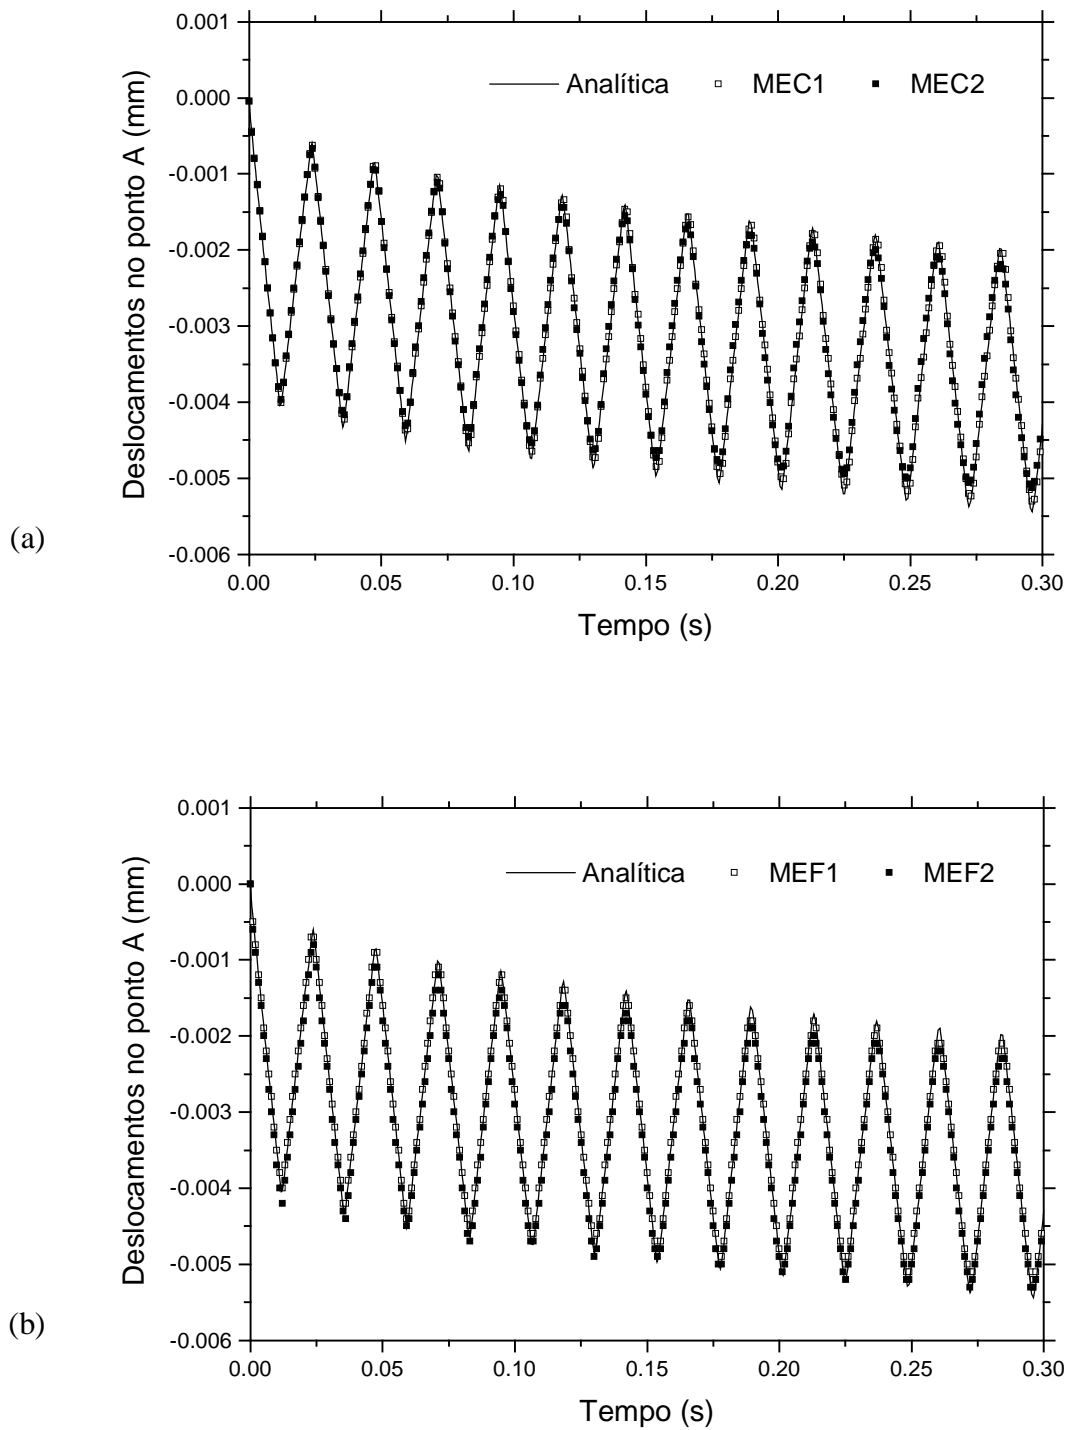 0.001
Analítica MEC1 MEC2
0.000
-0.001
-0.002
-0.003
-0.004
-0.005
-0.006
Deslocamentos no ponto A (mm)
(a)
0.00 0.05 0.10 0.15 0.20 0.25 0.30
Tempo (s)
0.001
Analítica MEF1 MEF2
0.000
-0.001
-0.002
-0.003
-0.004
-0.005
-0.006
Deslocamentos no ponto A (mm)
(b)
0.00 0.05 0.10 0.15 0.20 0.25 0.30
Tempo (s)